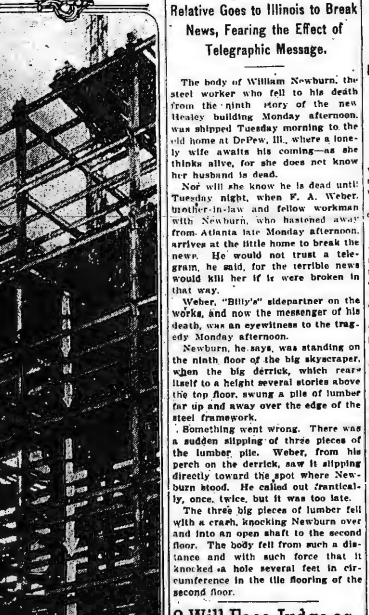 Relative Goes to Illinois to Break
News, Fearing the Effect of
Telegraphic Message.
The body of William Newburn, the
steel worker who fell to his death
from the ninth story of the new
Healey building Monday afternoon,
was shipped Tuesday morning to the
old home at DePew, Ill., where a lone-
ly wife awaits his coming—as she
thinks alive, for she does not know
her husband is dead.
Nor will she know he is dead until
Tuesday night, when F. A. Weber,
brother-in-law and fellow workman
with Newburn, who hastened away
from Atlanta late Monday afternoon,
arrives at the little home to break the
news. He would not trust a tele-
gram, he said, for the terrible news
would kill her if it were broken in
that way.
Weber, "Billy's" sidepartner on the
works, and now the messenger of his
death, was an eyewitness to the trag-
edy Monday afternoon.
Newburn, he says, was standing on
the ninth floor of the big skyscraper,
when the big derrick, which rears
itself to a height several stories above
the top floor, swung a pile of lumber
far up and away over the edge of the
steel framework.
Something went wrong. There was
a sudden slipping of three pieces of
the lumber pile. Weber, from his
perch on the derrick, saw it slipping
directly toward the spot where New-
burn stood. He called out frantical-
ly, once, twice, but it was too late.
The three big pieces of lumber fell
with a crash, knocking Newburn over
and into an open shaft to the second
floor. The body fell from such a dis-
tance and with such force that it
knocked a hole several feet in cir-
cumference in the tile flooring of the
second floor.